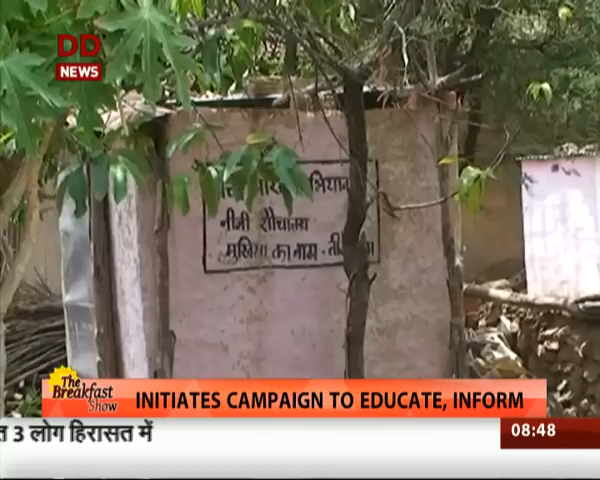 DD
NEWS
भियान
नीजी शौचालय
मुखिया का नाम -
The
Breakfast
Show
INITIATES CAMPAIGN TO EDUCATE, INFORM
त 3 लोग हिरासत में
08:48